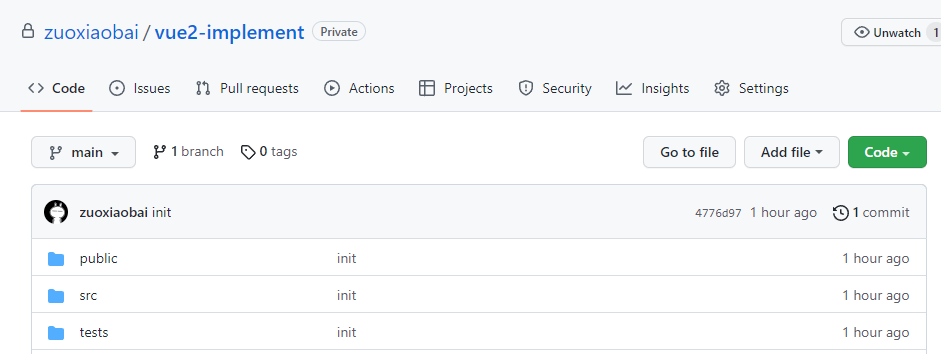 zuoxiaobai / vue2-implement Private Unwatch 1
Code Issues Pull requests Actions Projects Security Insights Settings
main 1 branch 0 tags Go to file Add file Code
zuoxiaobai init 4776d97 1 hour ago 1 commit
public init 1 hour ago
src init 1 hour ago
tests init 1 hour ago